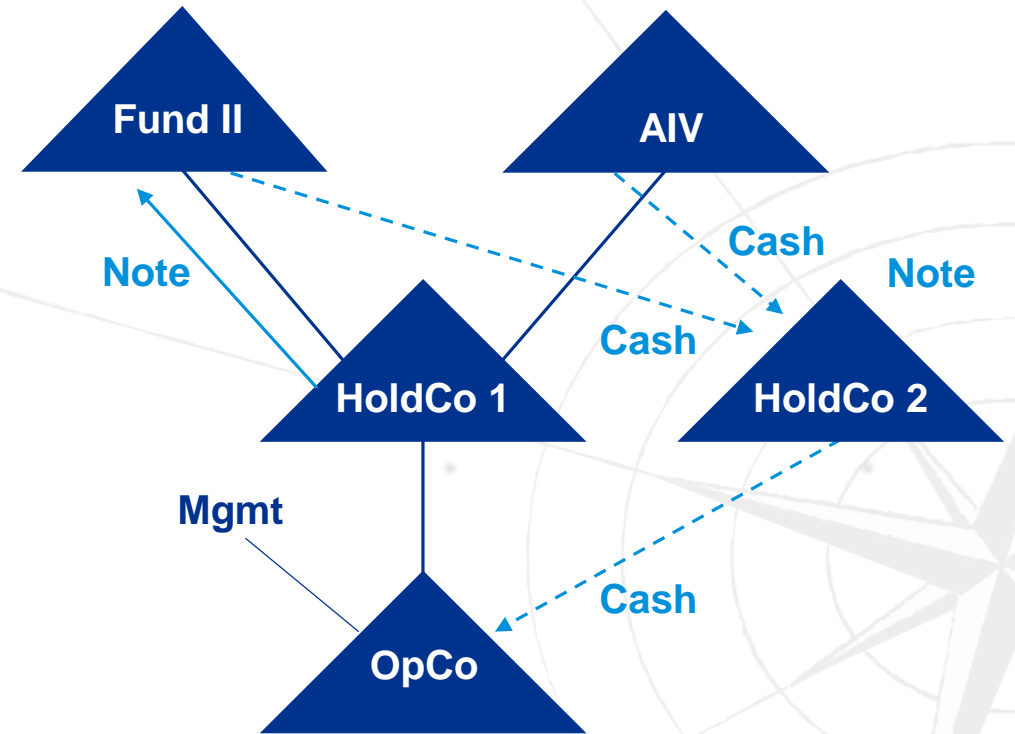 Fund II
AIV
Cash
Note
Note
Cash
HoldCo 1
HoldCo 2
Mgmt
Cash
OpCo